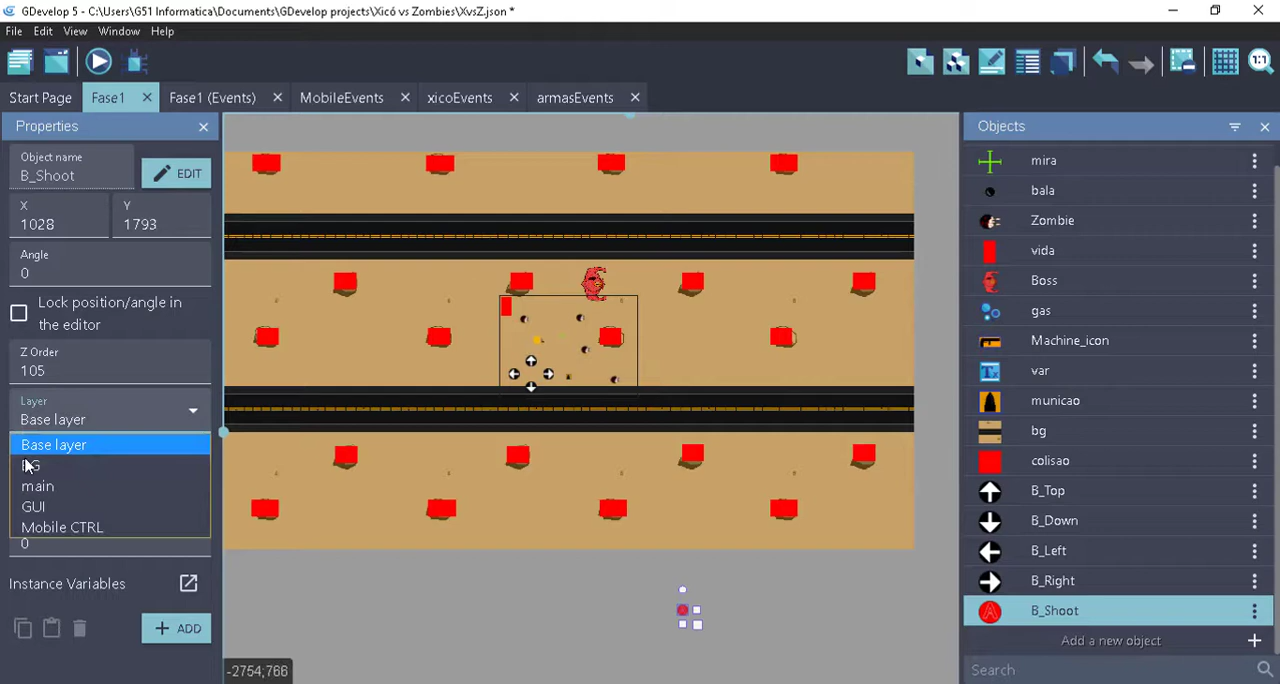 GDevelop 5 - C:\Users\G51 Informatica\Documents\GDevelop projects\Xicó vs Zombies\XvsZ.json *
File Edit View Window Help
1:1
Start Page Fase1 Fase1 (Events) MobileEvents xicoEvents armasEvents
Properties
Object name
B_Shoot
EDIT
X
1028
Y
1793
Angle
0
Lock position/angle in
the editor
Z Order
105
Layer
Base layer
Base layer
main
GUI
Mobile CTRL
0
Instance Variables
ADD
-2754;766
Objects
mira
bala
Zombie
vida
Boss
gas
Machine_icon
Tx
var
municao
bg
colisao
B_Top
B_Down
B_Left
B_Right
A
B_Shoot
Add a new object
Search